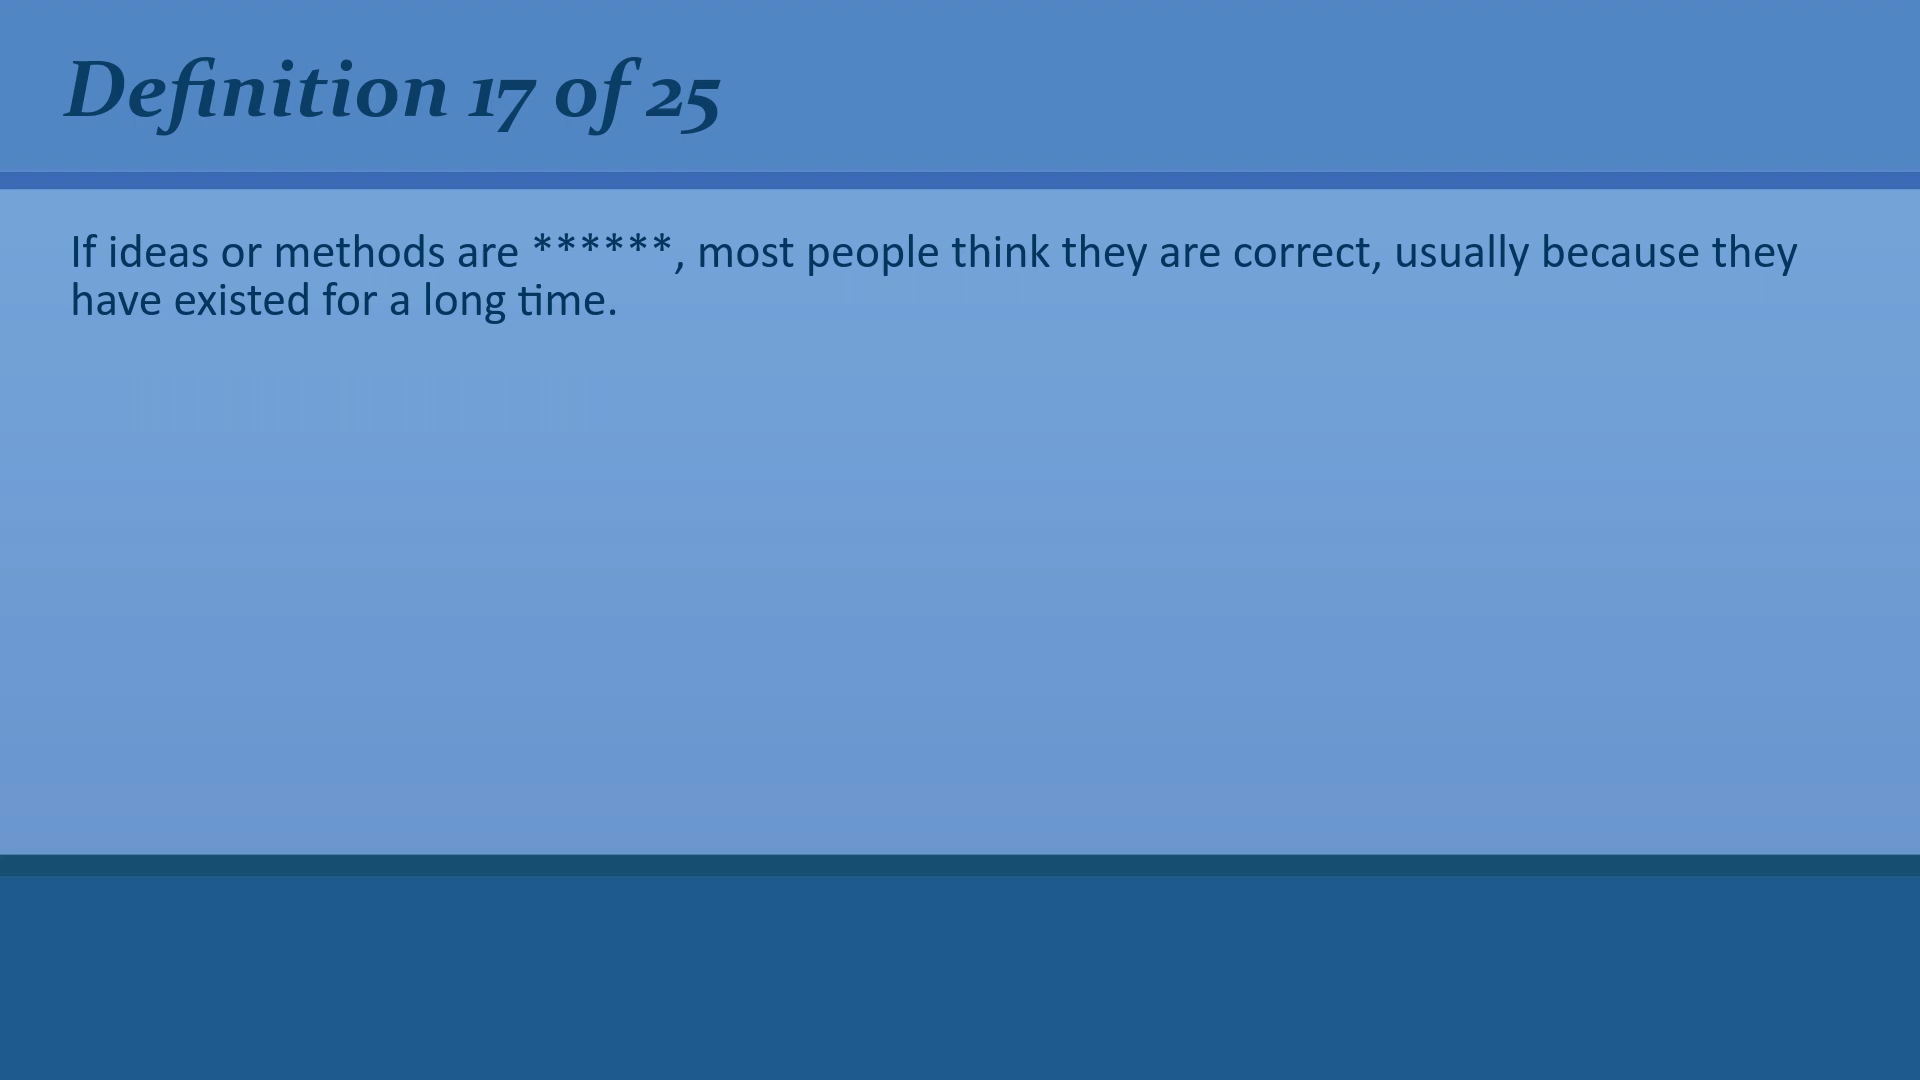 Definition 17 of 25
If ideas or methods are ******, most people think they are correct, usually because they
have existed for a long time.